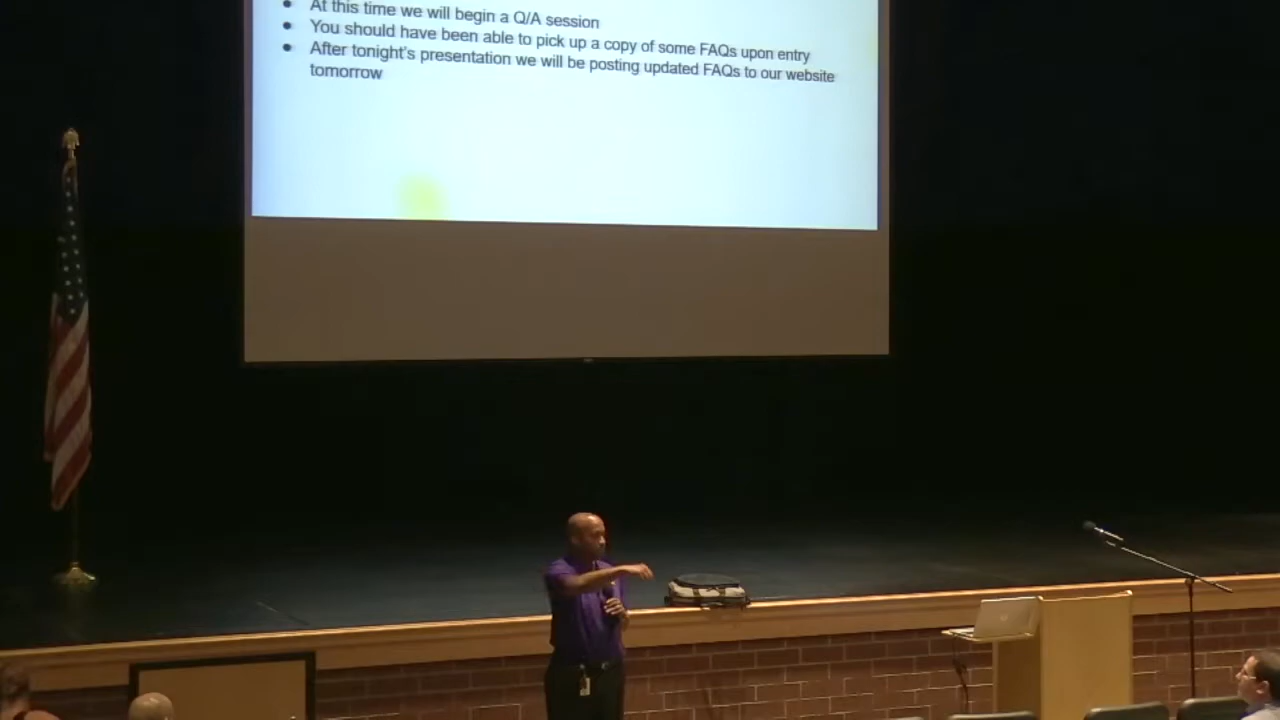 At this time we will begin a Q/A session
You should have been able to pick up a copy of some FAQs upon entry
After tonight's presentation we will be posting updated FAQs to our website
tomorrow